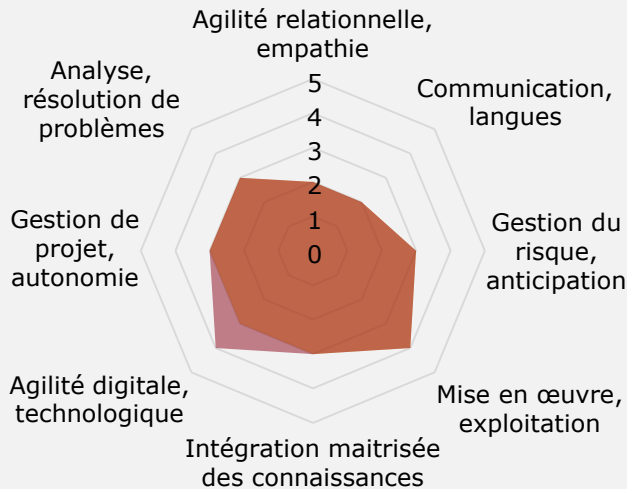 Agilité relationnelle,
empathie
Communication,
langues
Gestion du
risque,
anticipation
Mise en œuvre,
exploitation
Intégration maitrisée
des connaissances
Agilité digitale,
technologique
Gestion de
projet,
autonomie
Analyse,
résolution de
problèmes
5
4
3
2
1
0